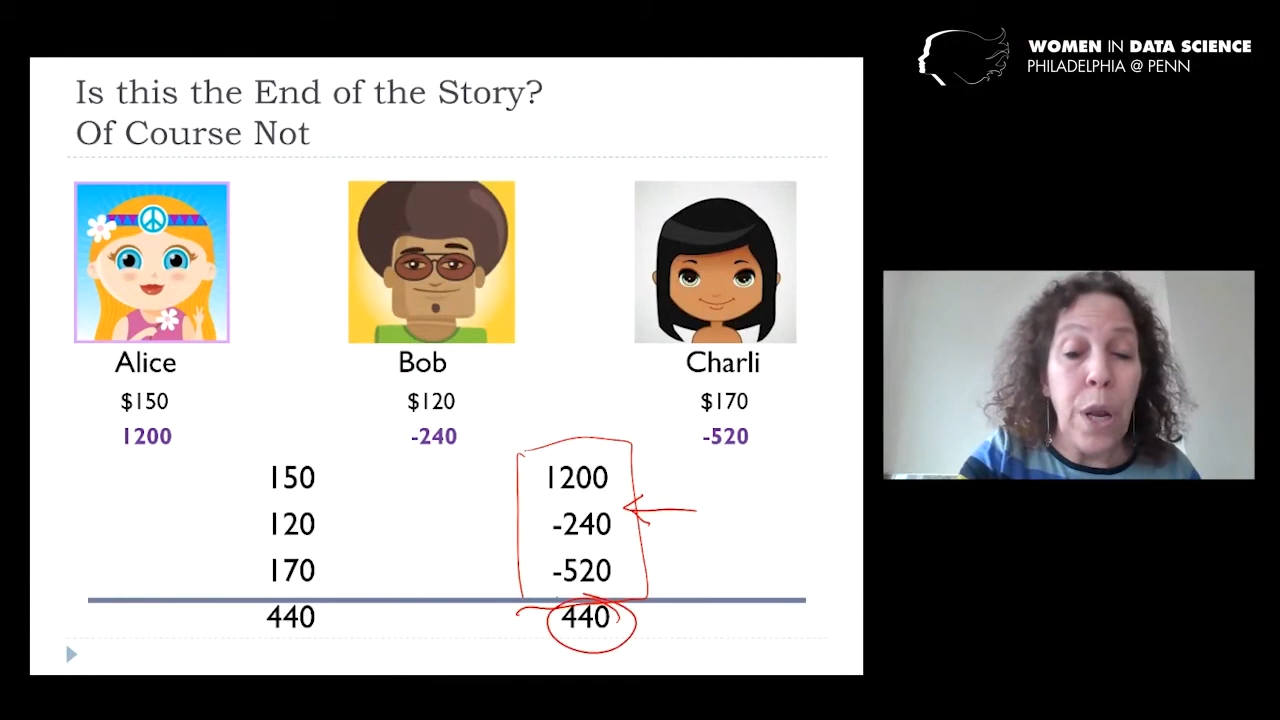 WOMEN IN DATA SCIENCE
PHILADELPHIA @ PENN
Is this the End of the Story?
Of Course Not
Alice
Bob
Charli
$150
$120
$170
1200
-240
-520
150
1200
120
-240
170
-520
440
440